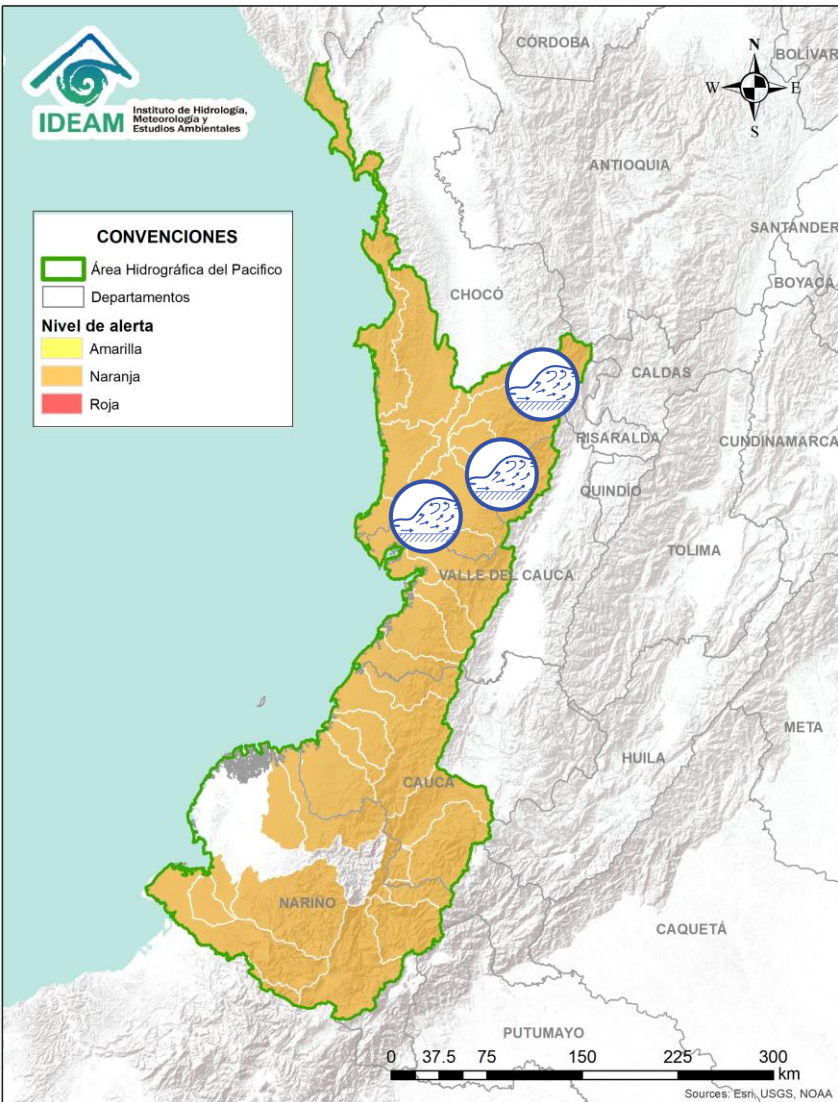 IDEAM
Instituto de Hidrología,
Meteorología y
Estudios Ambientales
CÓRDOBA
BOLÍVAR
N
W
E
S
ANTIOQUIA
SANTANDER
BOYACÁ
CONVENCIONES
Área Hidrográfica del Pacifico
Departamentos
Nivel de alerta
Amarilla
Naranja
Roja
CHOCÓ
CALDAS
RISARALDA
CUNDINAMARCA
QUINDÍO
TOLIMA
VALLE DEL CAUCA
META
HUILA
CAUCA
NARIÑO
CAQUETÁ
PUTUMAYO
0 37.5 75 150 225 300
km
Sources: Esri, USGS, NOAA